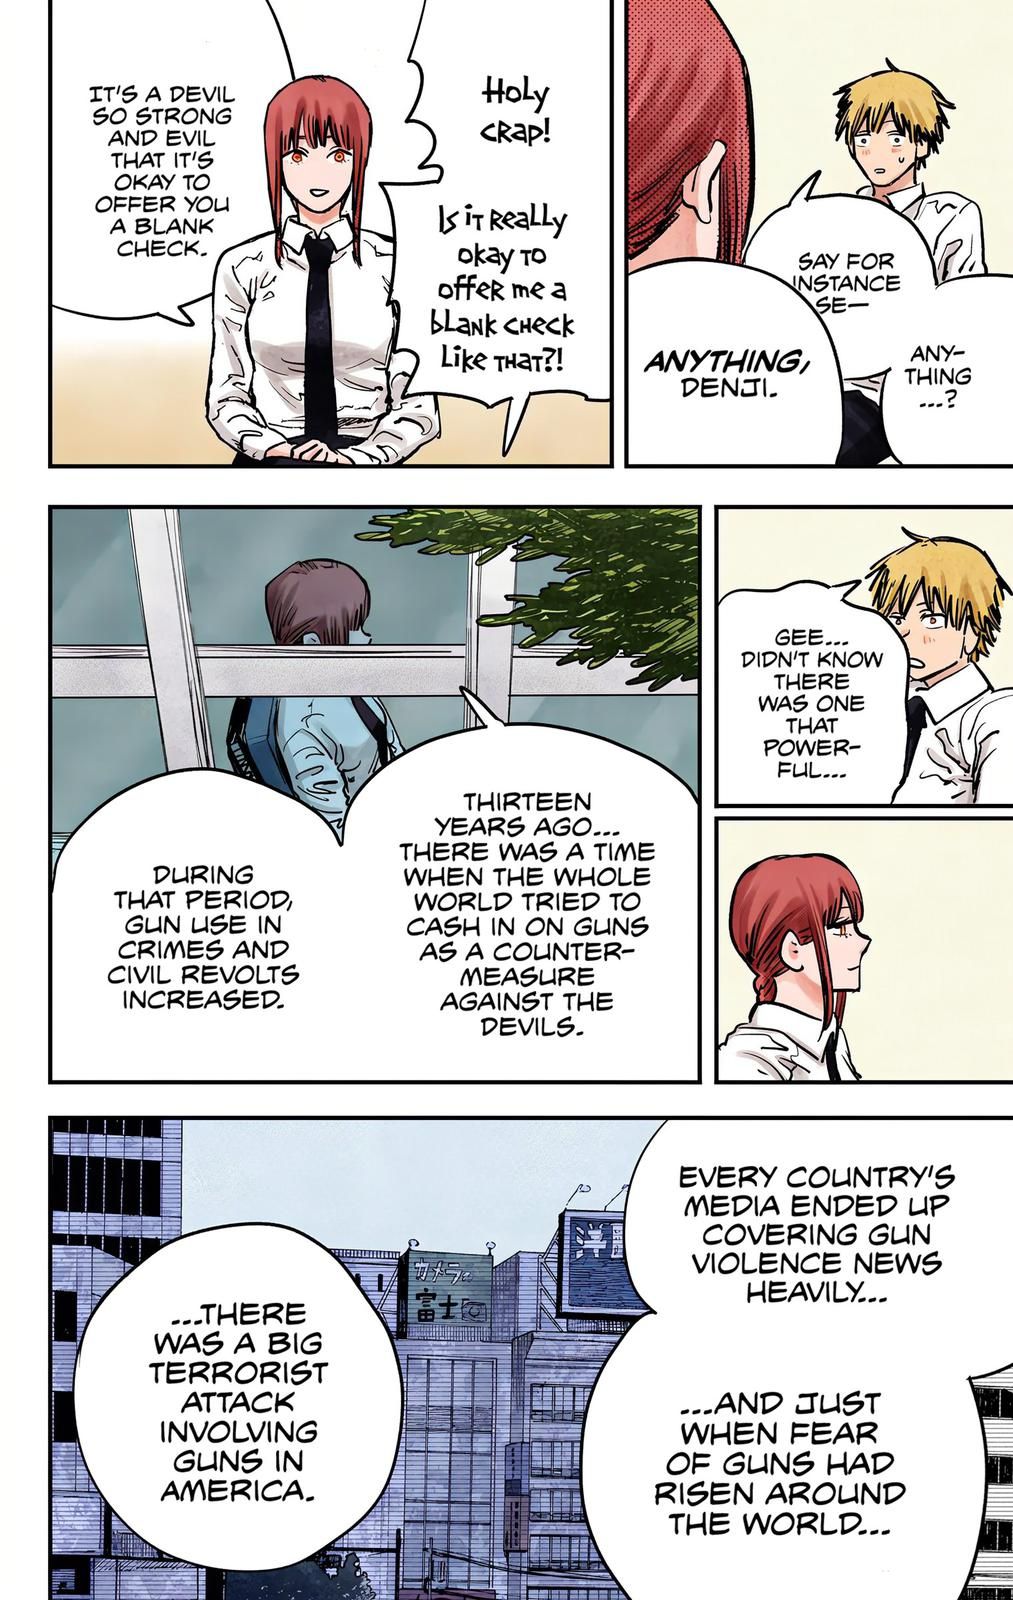 SAY FOR
INSTANCE
SE—
ANY-
THING
...?
ANYTHING,
DENJI.
HOLY
CRAP!
IS IT REALLY
OKAY TO
OFFER ME A
BLANK CHECK
LIKE THAT?!
IT'S A DEVIL
SO STRONG
AND EVIL
THAT IT'S
OKAY TO
OFFER YOU
A BLANK
CHECK.
GEE...
DIDN'T KNOW
THERE
WAS ONE
THAT
POWER-
FUL...
THIRTEEN
YEARS AGO...
THERE WAS A TIME
WHEN THE WHOLE
WORLD TRIED TO
CASH IN ON GUNS
AS A COUNTER-
MEASURE
AGAINST THE
DEVILS.
DURING
THAT PERIOD,
GUN USE IN
CRIMES AND
CIVIL REVOLTS
INCREASED.
EVERY COUNTRY'S
MEDIA ENDED UP
COVERING GUN
VIOLENCE NEWS
HEAVILY...
...AND JUST
WHEN FEAR
OF GUNS HAD
RISEN AROUND
THE WORLD...
洋
カメラの
富士
...THERE
WAS A BIG
TERRORIST
ATTACK
INVOLVING
GUNS IN
AMERICA.